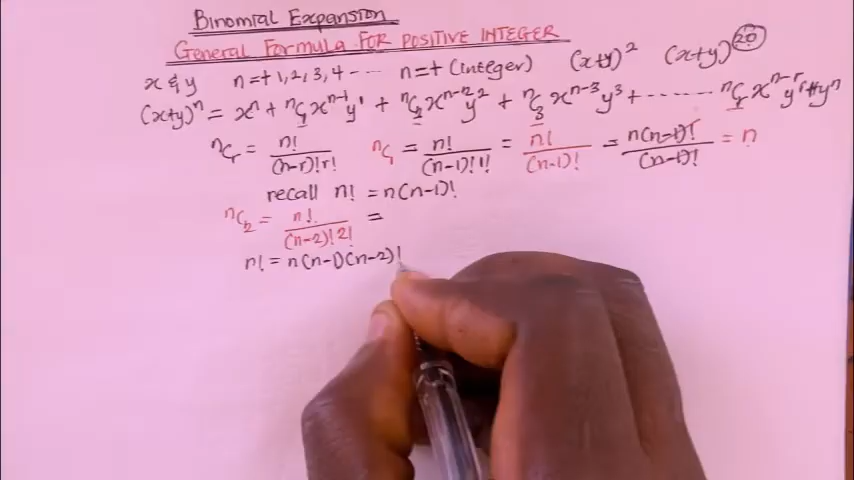 Binomial Expansion
General Formula FOR POSITIVE INTEGER
x & y n=+1,2,3,4---- n=+(integer) (x+y)² (x+y)²⁰
(x+y)ⁿ = xⁿ + ⁿC₁xⁿ⁻¹y¹ + ⁿC₂xⁿ⁻²y² + ⁿC₃xⁿ⁻³y³ +------- ⁿCᵣxⁿ⁻ʳyʳ + yⁿ
ⁿCᵣ = n!/(n-r)!r! ⁿC₁ = n!/(n-1)!1! = n!/(n-1)! = n(n-1)!/(n-1)! = n
recall n! = n(n-1)!
ⁿC₂ = n!/(n-2)!2! =
n! = n(n-1)(n-2)!